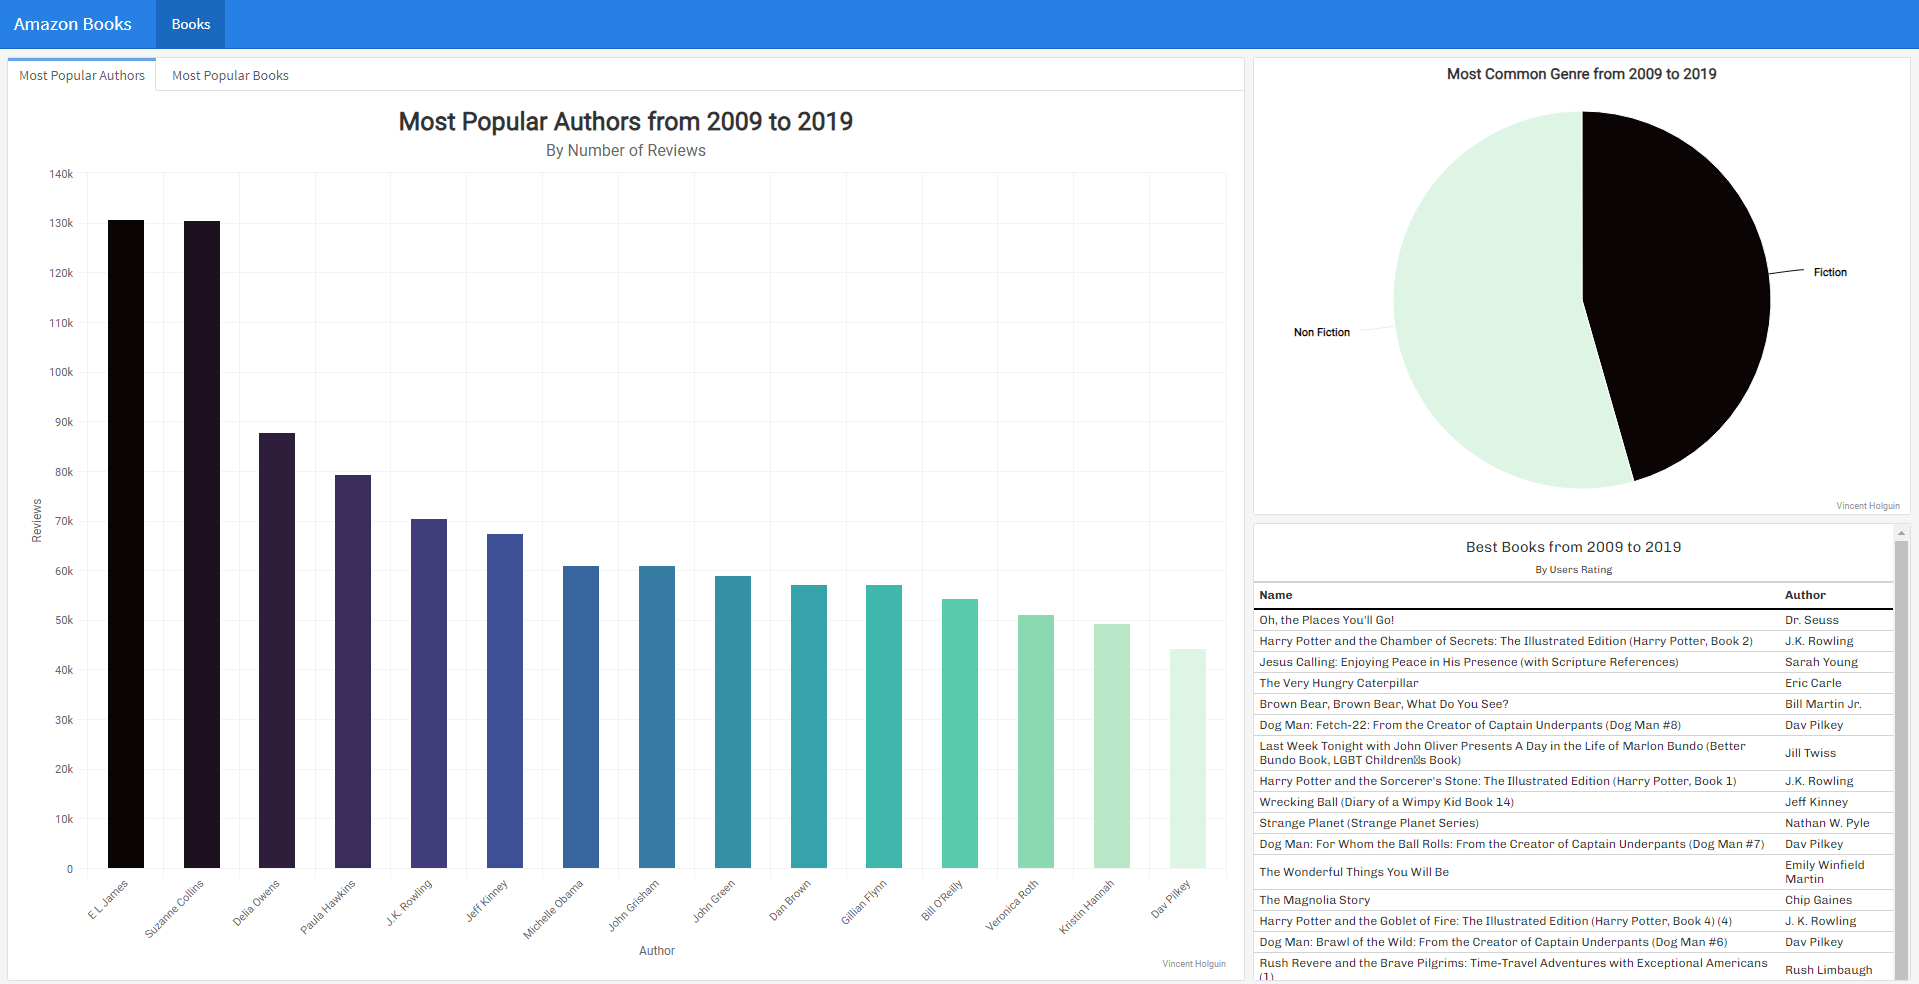 Amazon Books
Books
Most Popular Authors
Most Popular Books
Most Popular Authors from 2009 to 2019
By Number of Reviews
140k
130k
120k
110k
100k
90k
80k
70k
60k
50k
40k
30k
20k
10k
0
Reviews
E L James
Suzanne Collins
Delia Owens
Paula Hawkins
J.K. Rowling
Jeff Kinney
Michelle Obama
John Grisham
John Green
Dan Brown
Gillian Flynn
Bill O'Reilly
Veronica Roth
Kristin Hannah
Dav Pilkey
Author
Vincent Holguin
Most Common Genre from 2009 to 2019
Fiction
Non Fiction
Vincent Holguin
Best Books from 2009 to 2019
By Users Rating
Name Author
Oh, the Places You'll Go! Dr. Seuss
Harry Potter and the Chamber of Secrets: The Illustrated Edition (Harry Potter, Book 2) J.K. Rowling
Jesus Calling: Enjoying Peace in His Presence (with Scripture References) Sarah Young
The Very Hungry Caterpillar Eric Carle
Brown Bear, Brown Bear, What Do You See? Bill Martin Jr.
Dog Man: Fetch-22: From the Creator of Captain Underpants (Dog Man #8) Dav Pilkey
Last Week Tonight with John Oliver Presents A Day in the Life of Marlon Bundo (Better
Bundo Book, LGBT Children�s Book) Jill Twiss
Harry Potter and the Sorcerer's Stone: The Illustrated Edition (Harry Potter, Book 1) J.K. Rowling
Wrecking Ball (Diary of a Wimpy Kid Book 14) Jeff Kinney
Strange Planet (Strange Planet Series) Nathan W. Pyle
Dog Man: For Whom the Ball Rolls: From the Creator of Captain Underpants (Dog Man #7) Dav Pilkey
The Wonderful Things You Will Be Emily Winfield
Martin
The Magnolia Story Chip Gaines
Harry Potter and the Goblet of Fire: The Illustrated Edition (Harry Potter, Book 4) (4) J. K. Rowling
Dog Man: Brawl of the Wild: From the Creator of Captain Underpants (Dog Man #6) Dav Pilkey
Rush Revere and the Brave Pilgrims: Time-Travel Adventures with Exceptional Americans
(1) Rush Limbaugh